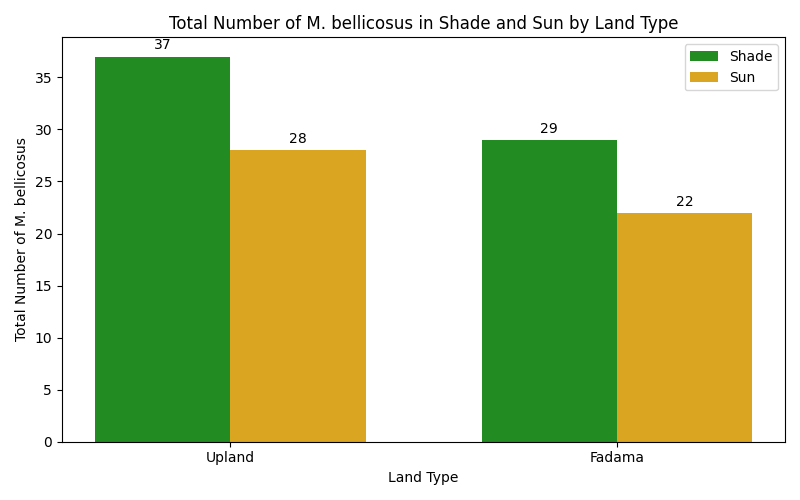 Total Number of M. bellicosus in Shade and Sun by Land Type
Total Number of M. bellicosus
35
30
25
20
15
10
5
0
37
28
29
22
Shade
Sun
Upland
Fadama
Land Type